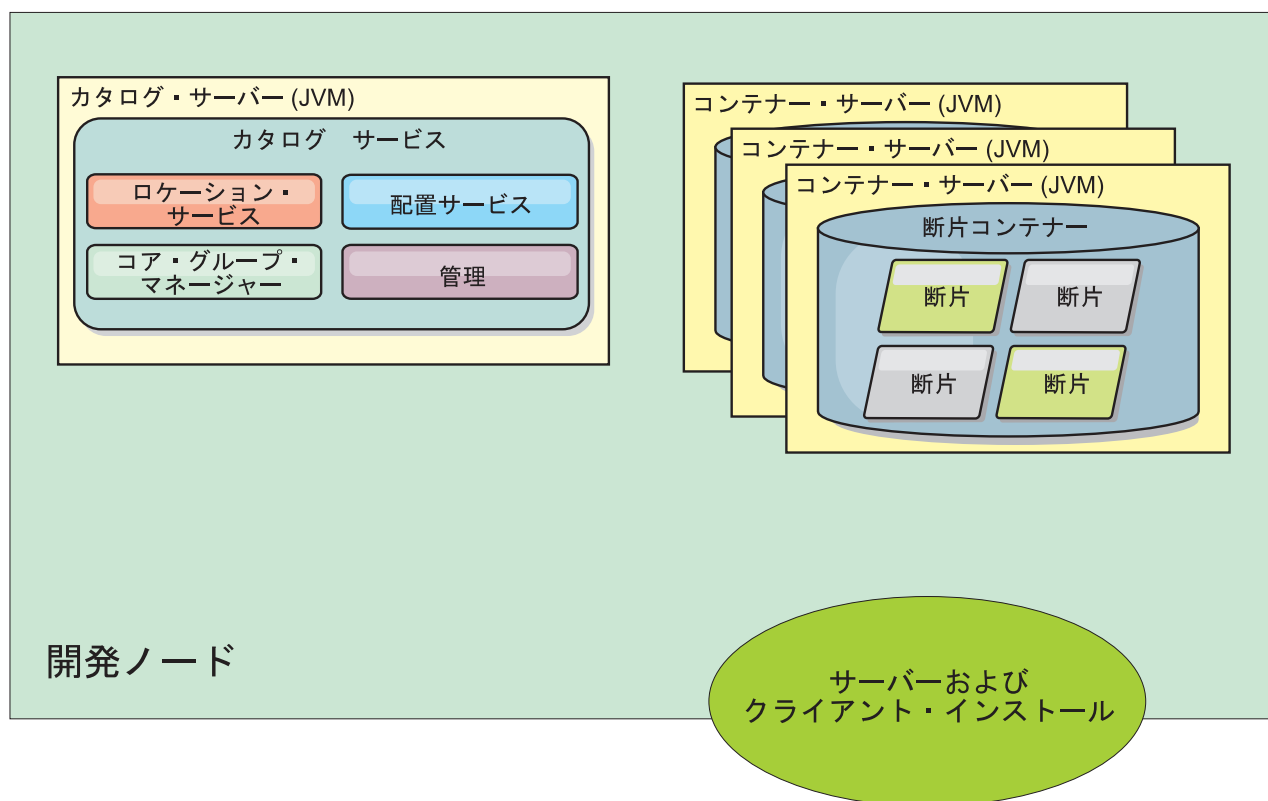 カタログ・サーバー (JVM)
カタログ　サービス
ロケーション・
サービス
配置サービス
コア・グループ・
マネージャー
管理
コンテナー・サーバー (JVM)
コンテナー・サーバー (JVM)
コンテナー・サーバー (JVM)
断片コンテナー
断片
断片
断片
断片
開発ノード
サーバーおよび
クライアント・インストール